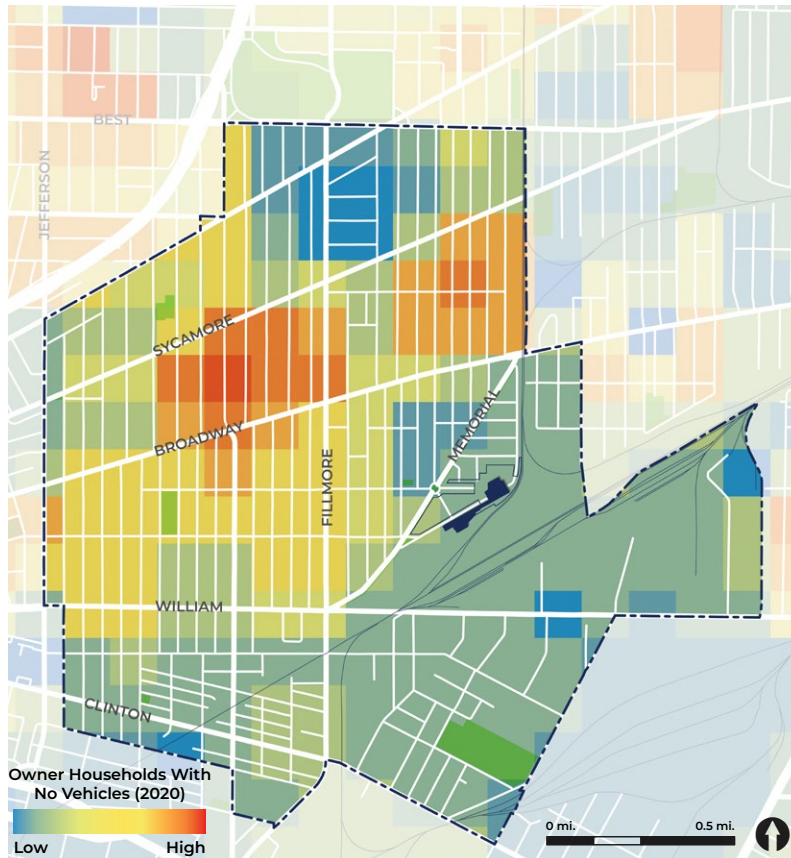 BEST
JEFFERSON
SYCAMORE
BROADWAY
MEMORIAL
FILLMORE
WILLIAM
CLINTON
Owner Households With
No Vehicles (2020)
Low
High
0 mi.
0.5 mi.